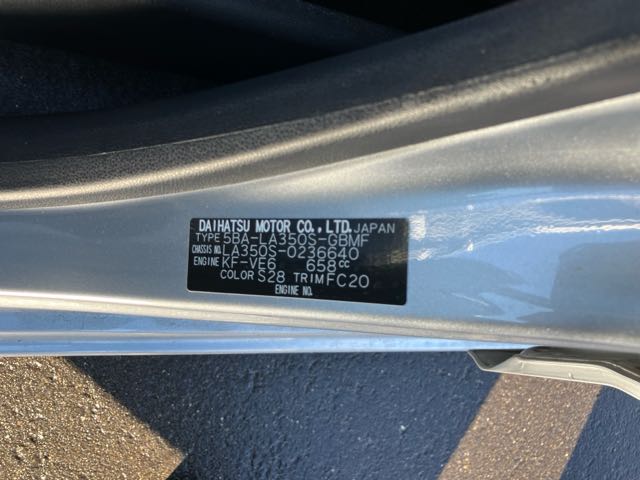 DAIHATSU MOTOR CO.,LTD.JAPAN
TYPE 5BA-LA350S-GBMF
CHASSIS NO. LA350S-0236640
ENGINE KF-VE6 658cc
COLOR S28 TRIM FC20
ENGINE NO.